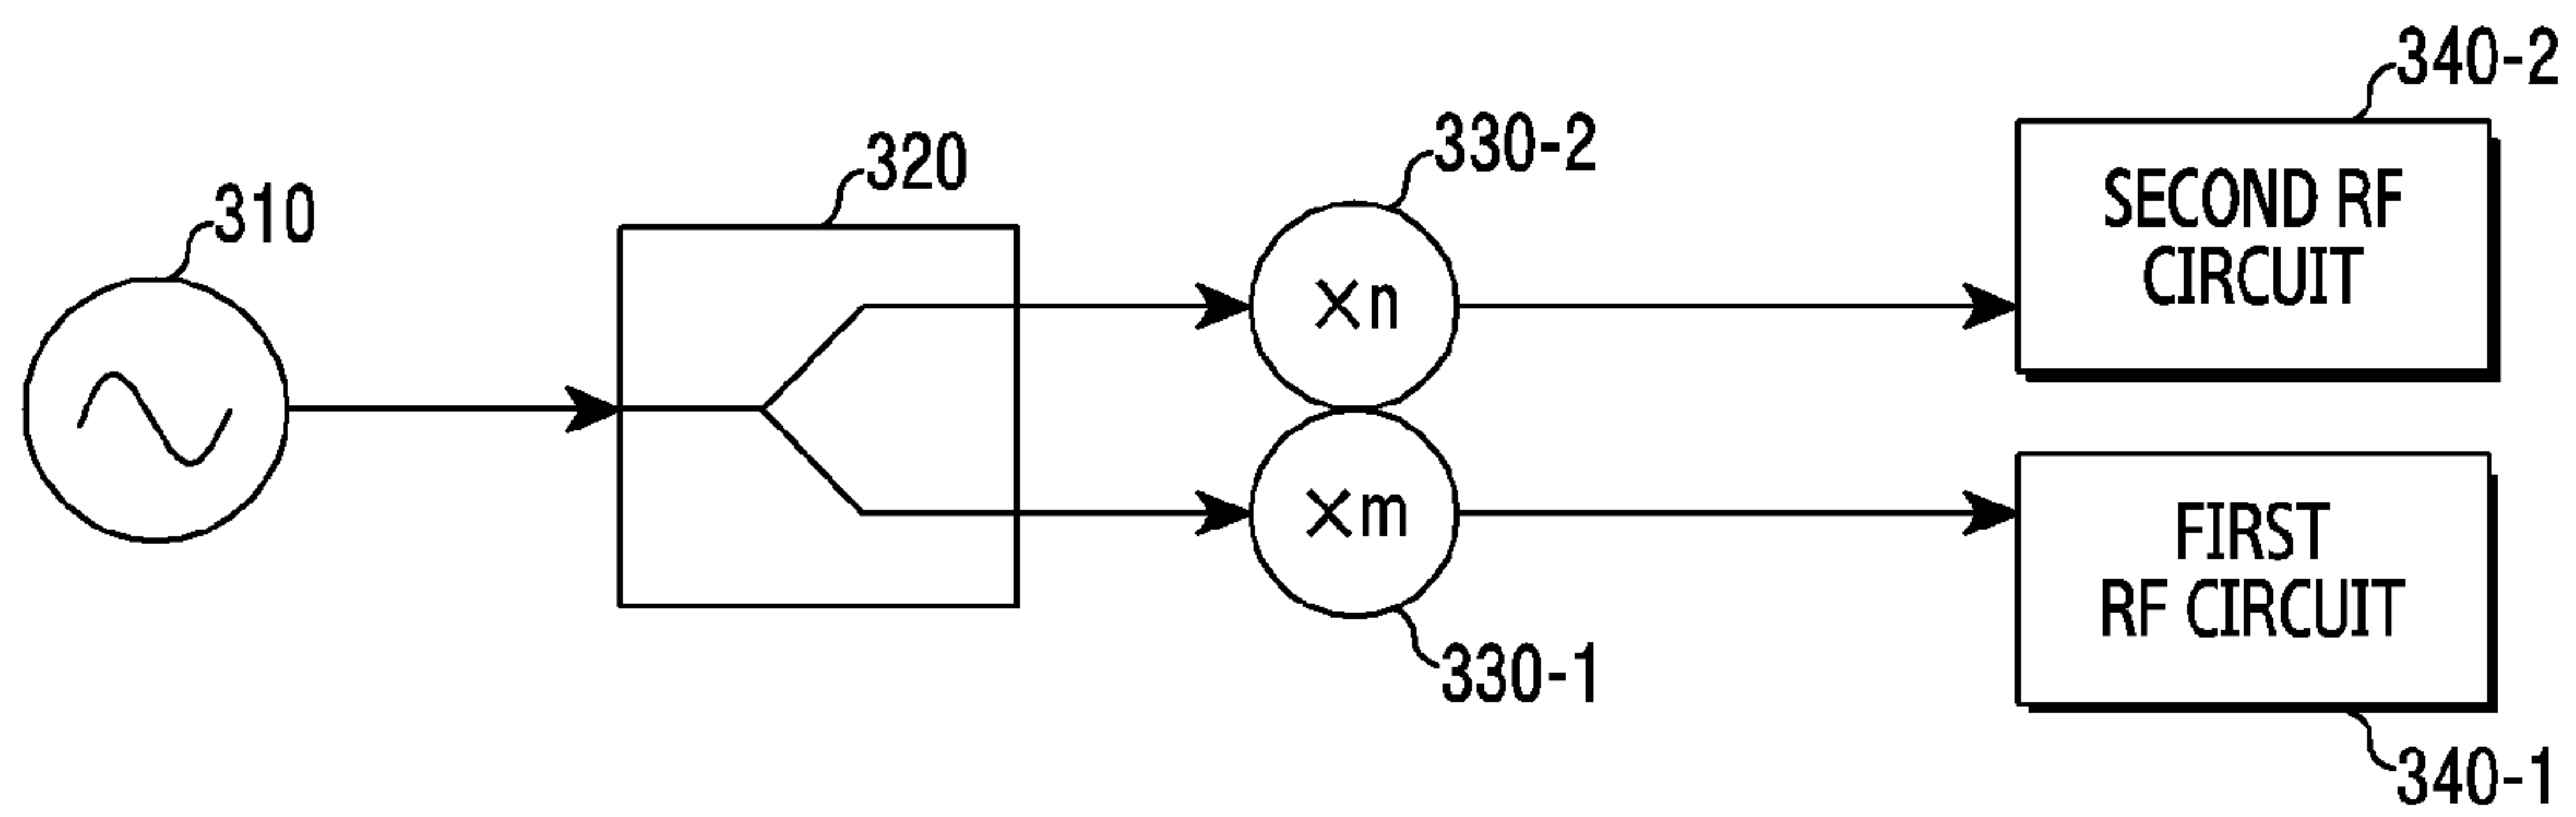 340-2
330-2
320
310
SECOND RF
CIRCUIT
×n
×m
FIRST
RF CIRCUIT
330-1
340-1